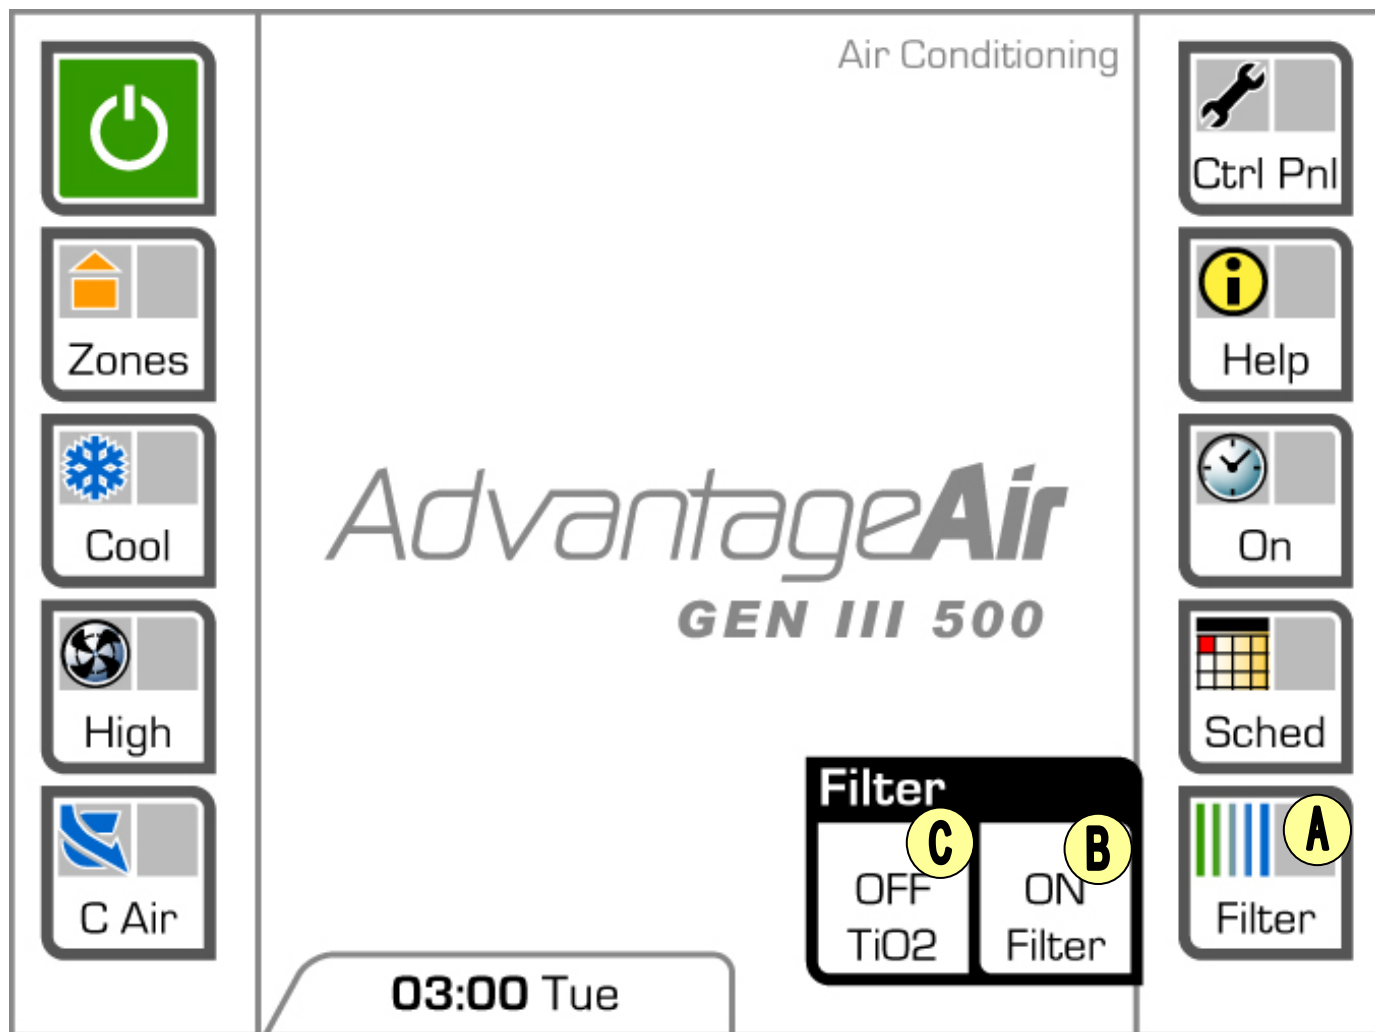 Air Conditioning
Zones
Cool
High
C Air
AdvantageAir
GEN III 500
Ctrl Pnl
Help
On
Sched
Filter
A
Filter
C
OFF
TiO2
B
ON
Filter
03:00 Tue